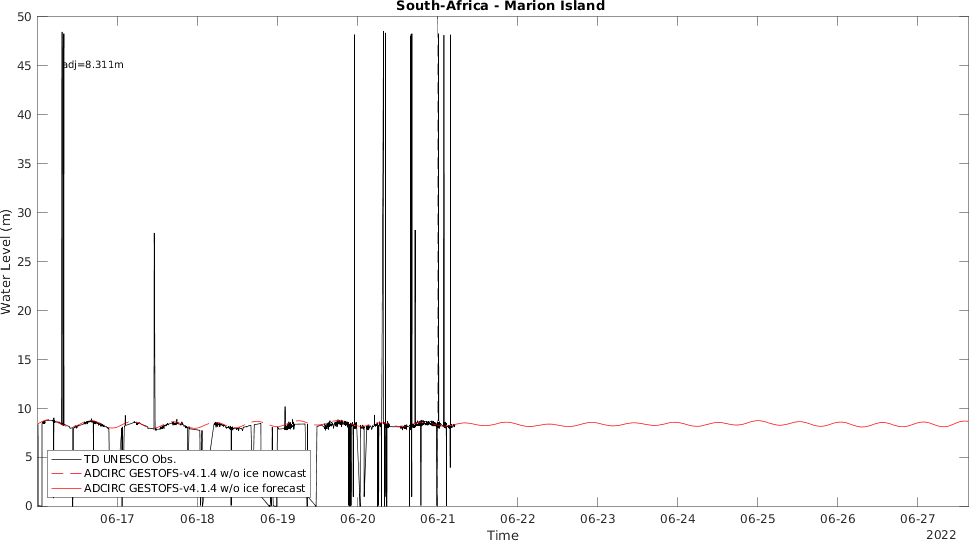 South-Africa - Marion Island
50
45
40
35
30
25
20
15
10
5
0
Water Level (m)
adj=8.311m
TD UNESCO Obs.
ADCIRC GESTOFS-v4.1.4 w/o ice nowcast
ADCIRC GESTOFS-v4.1.4 w/o ice forecast
06-17 06-18 06-19 06-20 06-21 06-22 06-23 06-24 06-25 06-26 06-27
Time
2022